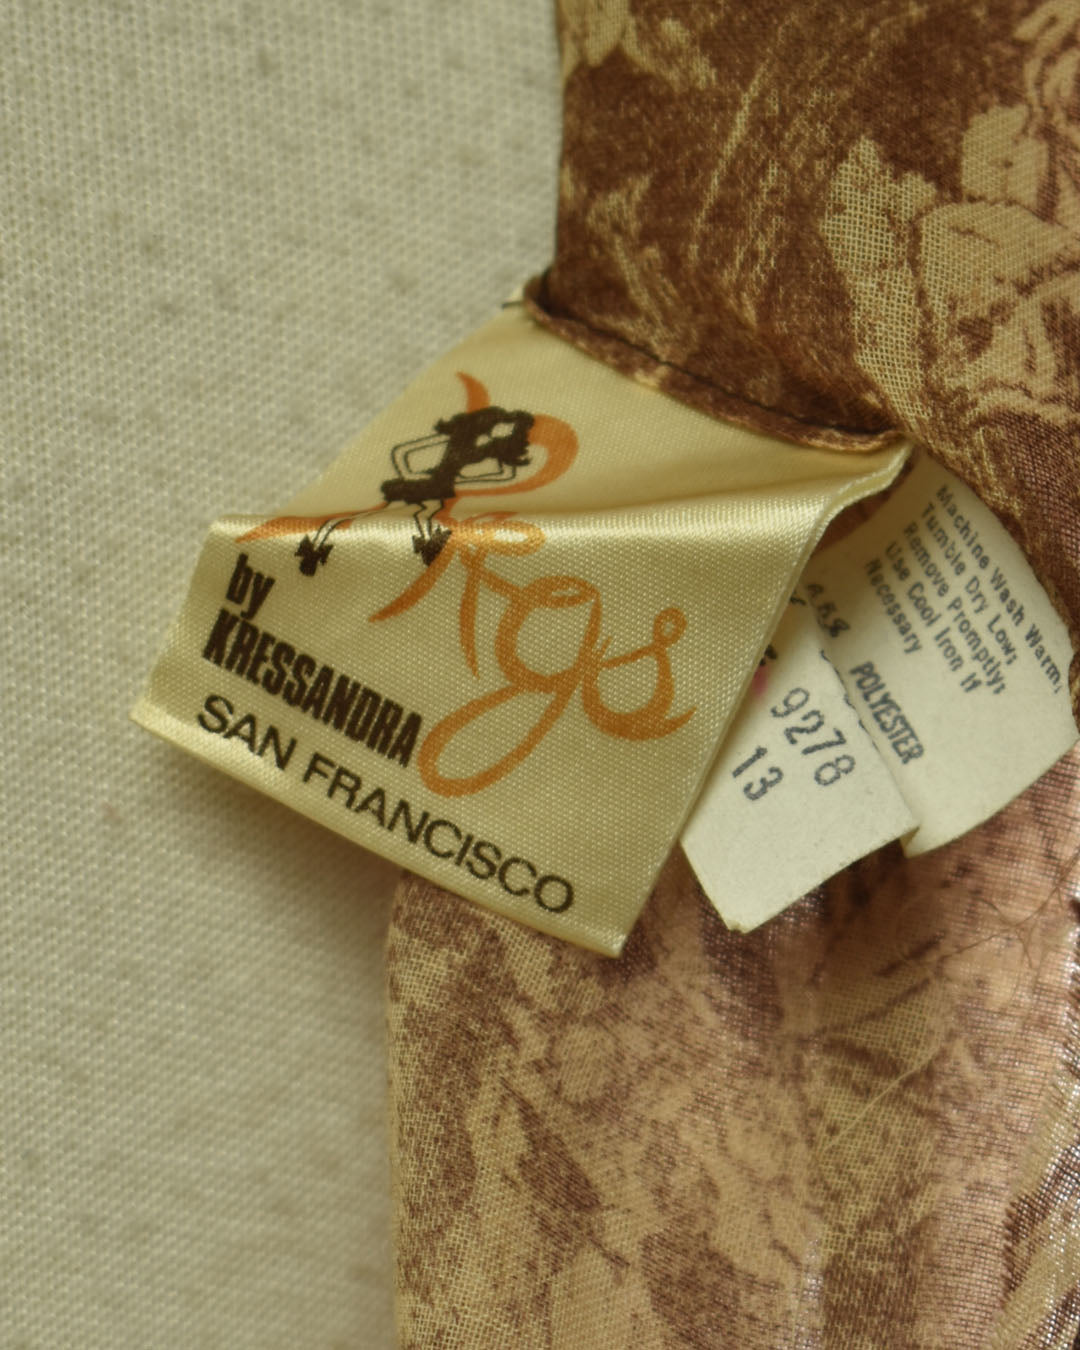 Rags
by
KRESSANDRA
SAN FRANCISCO
Machine Wash Warm,
Tumble Dry Low,
Remove Promptly,
Use Cool Iron If
Necessary
POLYESTER
9278
13